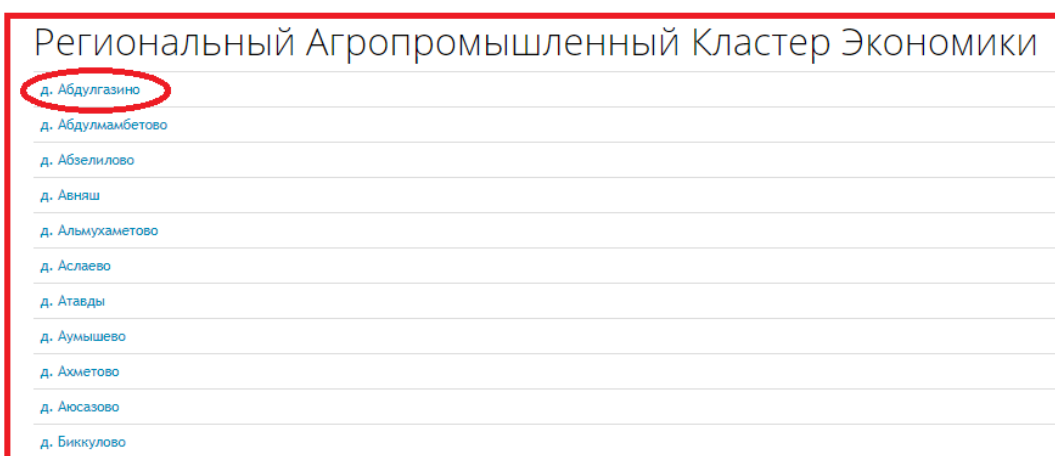 Региональный Агропромышленный Кластер Экономики
д. Абдулгазино
д. Абдулмамбетово
д. Абзелилово
д. Авняш
д. Альмухаметово
д. Аслаево
д. Атавды
д. Аумышево
д. Ахметово
д. Аюсазово
д. Биккулово